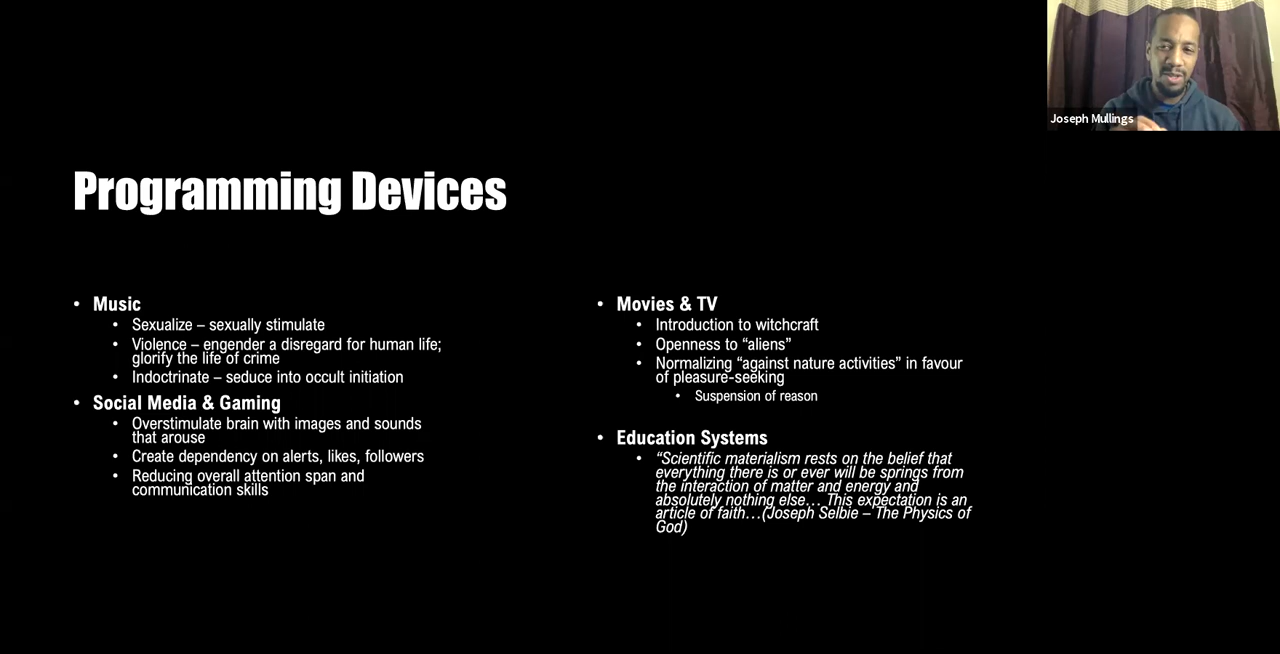 Joseph Mullings
Programming Devices
• Music
• Sexualize – sexually stimulate
• Violence – engender a disregard for human life;
glorify the life of crime
• Indoctrinate – seduce into occult initiation
• Social Media & Gaming
• Overstimulate brain with images and sounds
that arouse
• Create dependency on alerts, likes, followers
• Reducing overall attention span and
communication skills
• Movies & TV
• Introduction to witchcraft
• Openness to “aliens”
• Normalizing “against nature activities” in favour
of pleasure-seeking
• Suspension of reason
• Education Systems
• “Scientific materialism rests on the belief that
everything there is or ever will be springs from
the interaction of matter and energy and
absolutely nothing else… This expectation is an
article of faith…(Joseph Selbie – The Physics of
God)